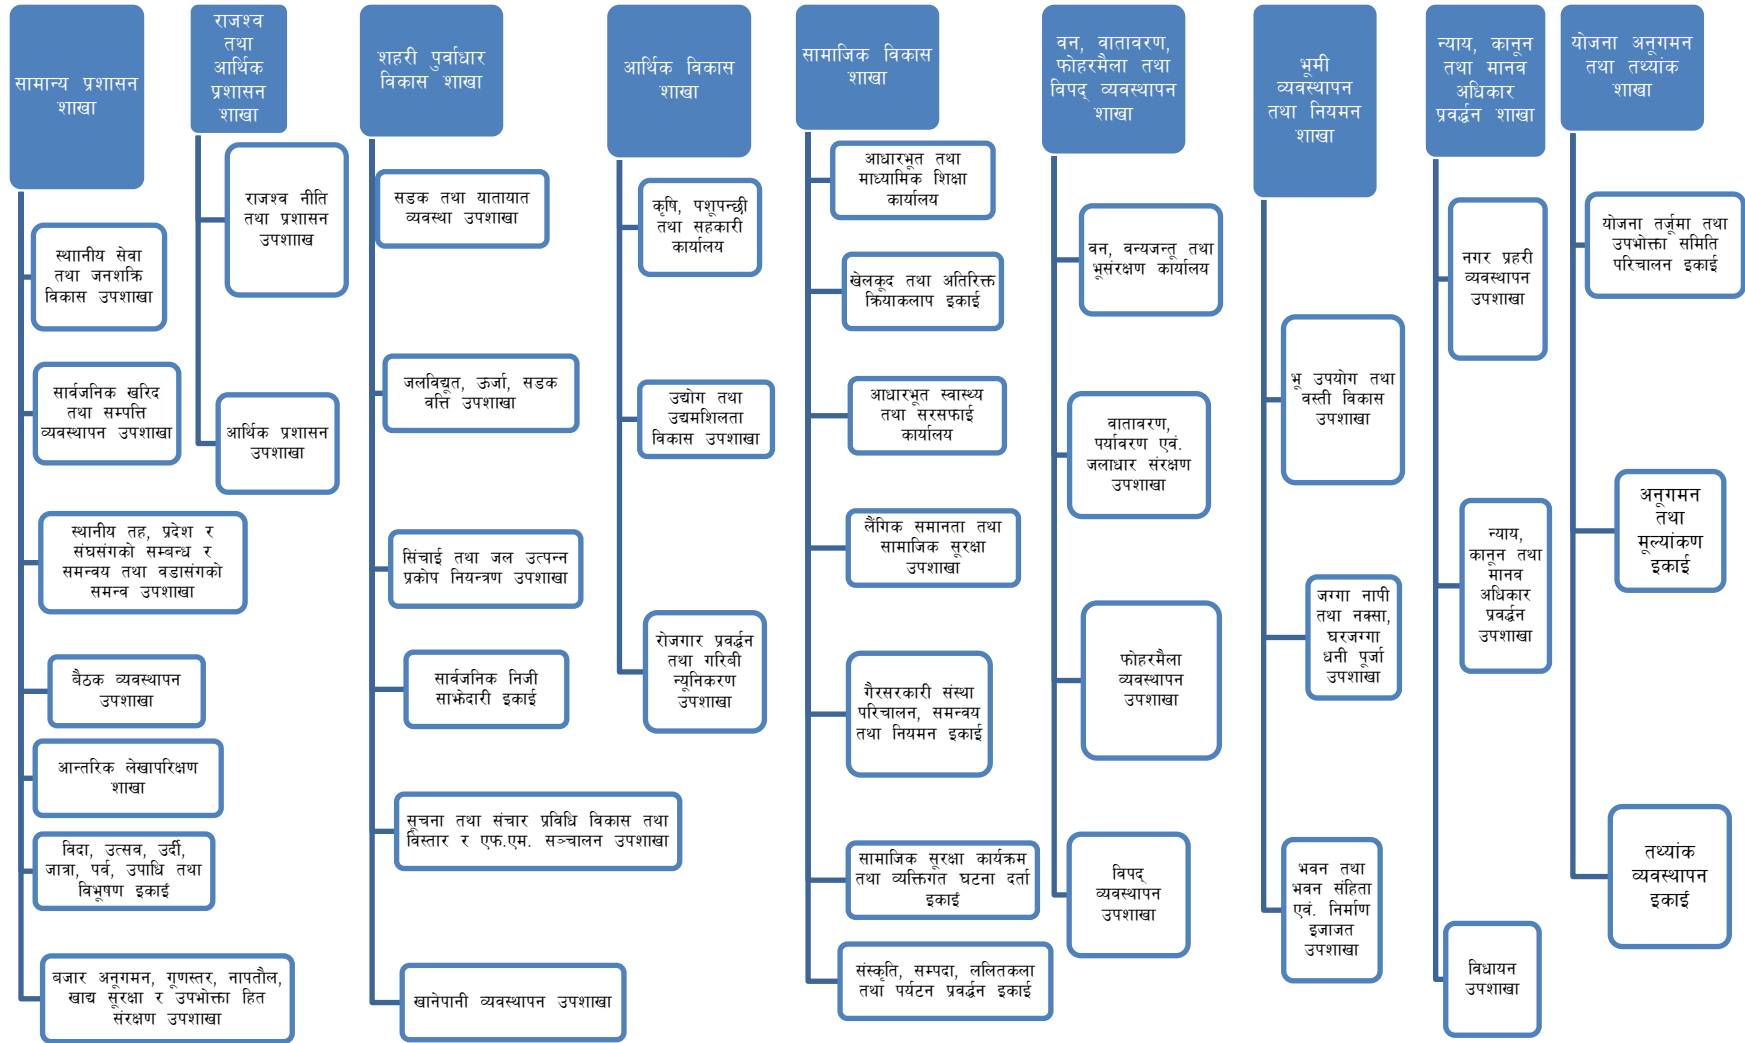 सामान्य प्रशासन
शाखा
स्थाानीय सेवा
तथा जनशक्ति
विकास उपशाखा
सार्वजनिक खरिद
तथा सम्पत्ति
व्यवस्थापन उपशाखा
स्थानीय तह, प्रदेश र
संघसंगको सम्बन्ध र
समन्वय तथा वडासंगको
समन्व उपशाखा
बैठक व्यवस्थापन
उपशाखा
आन्तरिक लेखापरिक्षण
शाखा
विदा, उत्सव, उर्दी,
जात्रा, पर्व, उपाधि तथा
विभूषण इकाई
बजार अनूगमन, गूणस्तर, नापतौल,
खाद्य सूरक्षा र उपभोक्ता हित
संरक्षण उपशाखा
राजश्व
तथा
आर्थिक
प्रशासन
शाखा
राजश्व नीति
तथा प्रशासन
उपशााख
आर्थिक प्रशासन
उपशाखा
शहरी पुर्वाधार
विकास शाखा
सडक तथा यातायात
व्यवस्था उपशाखा
जलविद्यूत, ऊर्जा, सडक
वत्ति उपशाखा
सिंचाई तथा जल उत्पन्न
प्रकोप नियन्त्रण उपशाखा
सार्वजनिक निजी
साझेदारी इकाई
सूचना तथा संचार प्रविधि विकास तथा
विस्तार र एफ.एम. सञ्चालन उपशाखा
खानेपानी व्यवस्थापन उपशाखा
आर्थिक विकास
शाखा
कृषि, पशूपन्छी
तथा सहकारी
कार्यालय
उद्योग तथा
उद्यमशिलता
विकास उपशाखा
रोजगार प्रवर्द्धन
तथा गरिबी
न्यूनिकरण
उपशाखा
सामाजिक विकास
शाखा
आधारभूत तथा
माध्यामिक शिक्षा
कार्यालय
खेलकूद तथा अतिरिक्त
क्रियाकलाप इकाई
आधारभूत स्वास्थ्य
तथा सरसफाई
कार्यालय
लैंगिक समानता तथा
सामाजिक सूरक्षा
उपशाखा
गैरसरकारी संस्था
परिचालन, समन्वय
तथा नियमन इकाई
सामाजिक सुरक्षा कार्यक्रम
तथा व्यक्तिगत घटना दर्ता
इकाई
संस्कृति, सम्पदा, ललितकला
तथा पर्यटन प्रवर्द्धन इकाई
वन, वातावरण,
फोहरमैला तथा
विपद् व्यवस्थापन
शाखा
वन, वन्यजन्तू तथा
भूसंरक्षण कार्यालय
वातावरण,
पर्यावरण एवं.
जलाधार संरक्षण
उपशाखा
फोहरमैला
व्यवस्थापन
उपशाखा
विपद्
व्यवस्थापन
उपशाखा
भूमी
व्यवस्थापन
तथा नियमन
शाखा
भू उपयोग तथा
वस्ती विकास
उपशाखा
जग्गा नापी
तथा नक्सा,
घरजग्गा
धनी पूर्जा
उपशाखा
भवन तथा
भवन संहिता
एवं. निर्माण
इजाजत
उपशाखा
न्याय, कानून
तथा मानव
अधिकार
प्रवर्द्धन शाखा
नगर प्रहरी
व्यवस्थापन
उपशाखा
न्याय,
कानून तथा
मानव
अधिकार
प्रवर्द्धन
उपशाखा
विधायन
उपशाखा
योजना अनूगमन
तथा तथ्यांक
शाखा
योजना तर्जूमा तथा
उपभोक्ता समिति
परिचालन इकाई
अनूगमन
तथा
मूल्यांकण
इकाई
तथ्यांक
व्यवस्थापन
इकाई